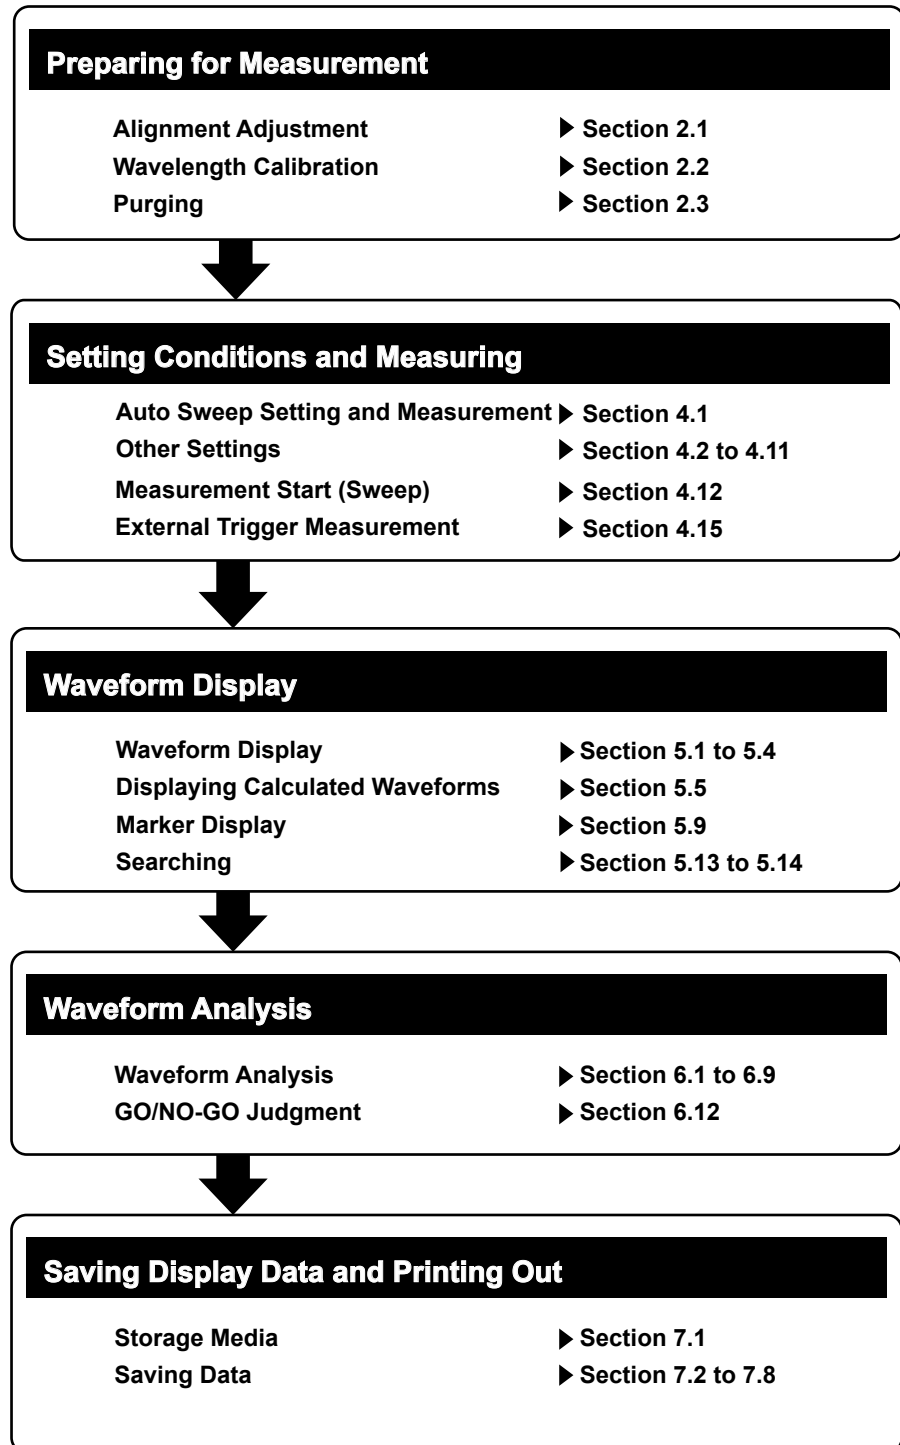 Preparing for Measurement
Alignment Adjustment Section 2.1
Wavelength Calibration Section 2.2
Purging Section 2.3
Setting Conditions and Measuring
Auto Sweep Setting and Measurement Section 4.1
Other Settings Section 4.2 to 4.11
Measurement Start (Sweep) Section 4.12
External Trigger Measurement Section 4.15
Waveform Display
Waveform Display Section 5.1 to 5.4
Displaying Calculated Waveforms Section 5.5
Marker Display Section 5.9
Searching Section 5.13 to 5.14
Waveform Analysis
Waveform Analysis Section 6.1 to 6.9
GO/NO-GO Judgment Section 6.12
Saving Display Data and Printing Out
Storage Media Section 7.1
Saving Data Section 7.2 to 7.8